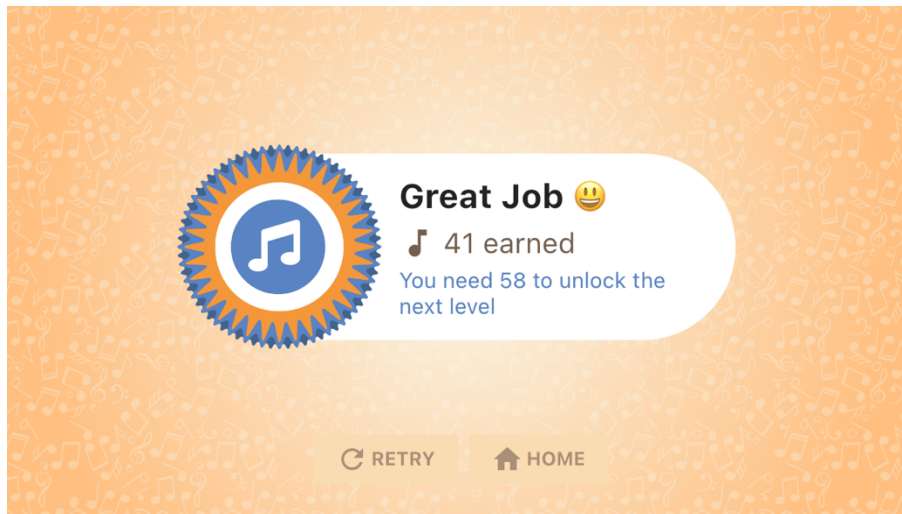 Great Job 😃
41 earned
You need 58 to unlock the
next level
RETRY
HOME